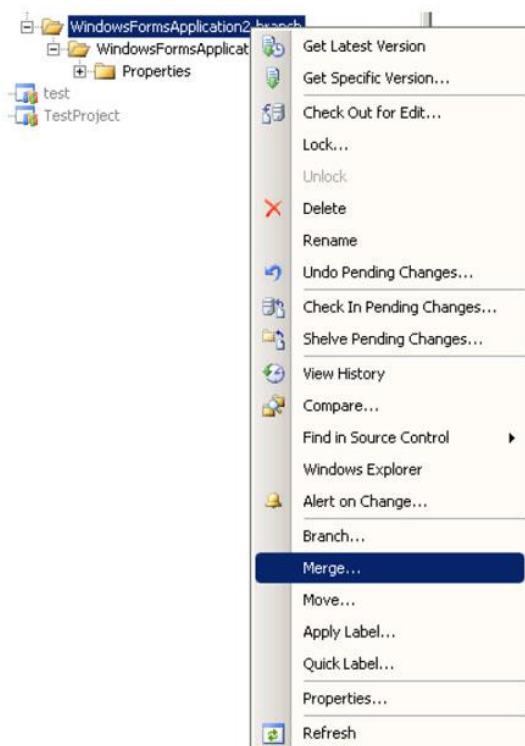 WindowsFormsApplication2-branch
WindowsFormsApplicat
Properties
test
TestProject
Get Latest Version
Get Specific Version...
Check Out for Edit...
Lock...
Unlock
Delete
Rename
Undo Pending Changes...
Check In Pending Changes...
Shelve Pending Changes...
View History
Compare...
Find in Source Control
Windows Explorer
Alert on Change...
Branch...
Merge...
Move...
Apply Label...
Quick Label...
Properties...
Refresh